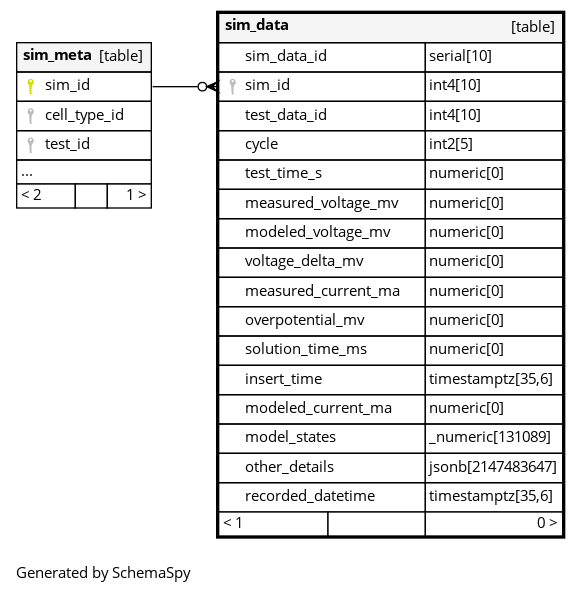 sim_meta [table]
sim_id
cell_type_id
test_id
...
< 2 1 >
sim_data [table]
sim_data_id serial[10]
sim_id int4[10]
test_data_id int4[10]
cycle int2[5]
test_time_s numeric[0]
measured_voltage_mv numeric[0]
modeled_voltage_mv numeric[0]
voltage_delta_mv numeric[0]
measured_current_ma numeric[0]
overpotential_mv numeric[0]
solution_time_ms numeric[0]
insert_time timestamptz[35,6]
modeled_current_ma numeric[0]
model_states _numeric[131089]
other_details jsonb[2147483647]
recorded_datetime timestamptz[35,6]
< 1 0 >
Generated by SchemaSpy